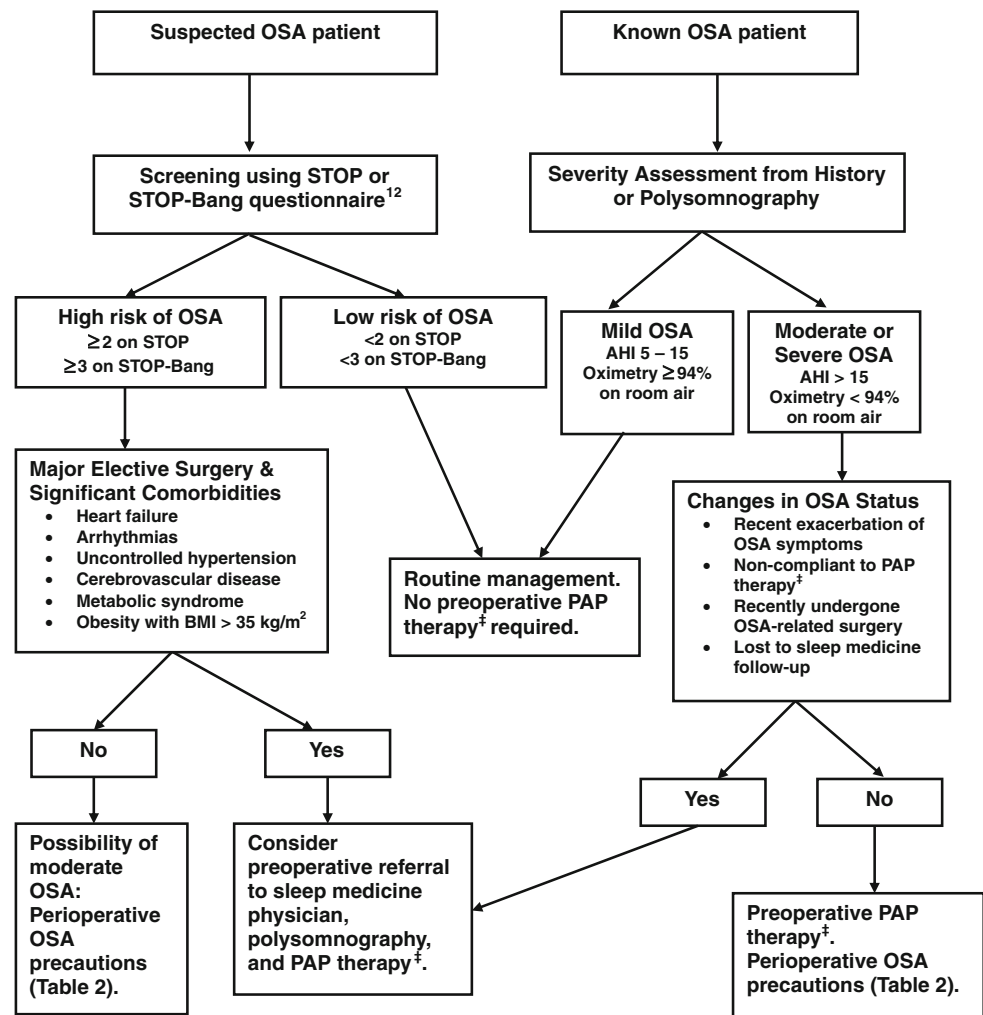 Suspected OSA patient
Known OSA patient
Screening using STOP or
STOP-Bang questionnaire¹²
Severity Assessment from History
or Polysomnography
High risk of OSA
≥2 on STOP
≥3 on STOP-Bang
Low risk of OSA
<2 on STOP
<3 on STOP-Bang
Mild OSA
AHI 5 – 15
Oximetry ≥94%
on room air
Moderate or
Severe OSA
AHI > 15
Oximetry < 94%
on room air
Major Elective Surgery &
Significant Comorbidities
• Heart failure
• Arrhythmias
• Uncontrolled hypertension
• Cerebrovascular disease
• Metabolic syndrome
• Obesity with BMI > 35 kg/m²
Routine management.
No preoperative PAP
therapy‡ required.
Changes in OSA Status
• Recent exacerbation of
OSA symptoms
• Non-compliant to PAP
therapy‡
• Recently undergone
OSA-related surgery
• Lost to sleep medicine
follow-up
No
Yes
Yes
No
Possibility of
moderate
OSA:
Perioperative
OSA
precautions
(Table 2).
Consider
preoperative referral
to sleep medicine
physician,
polysomnography,
and PAP therapy‡.
Preoperative PAP
therapy‡.
Perioperative OSA
precautions (Table 2).